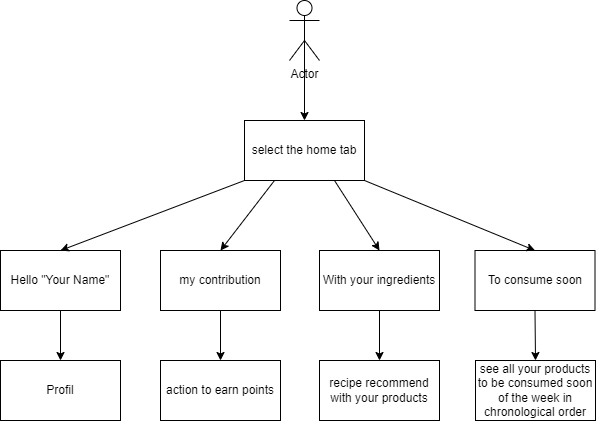 Actor
select the home tab
Hello "Your Name"
my contribution
With your ingredients
To consume soon
Profil
action to earn points
recipe recommend
with your products
see all your products
to be consumed soon
of the week in
chronological order